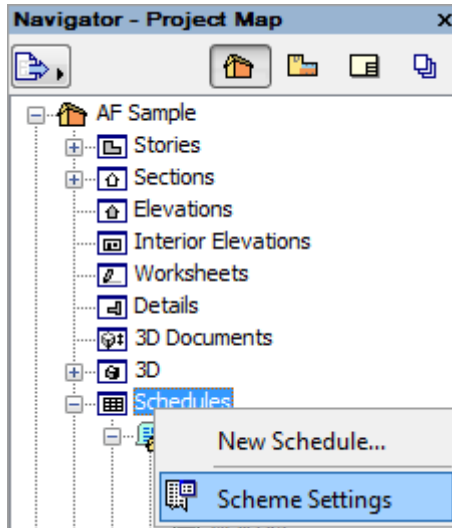 Navigator - Project Map
AF Sample
Stories
Sections
Elevations
Interior Elevations
Worksheets
Details
3D Documents
3D
Schedules
New Schedule...
Scheme Settings